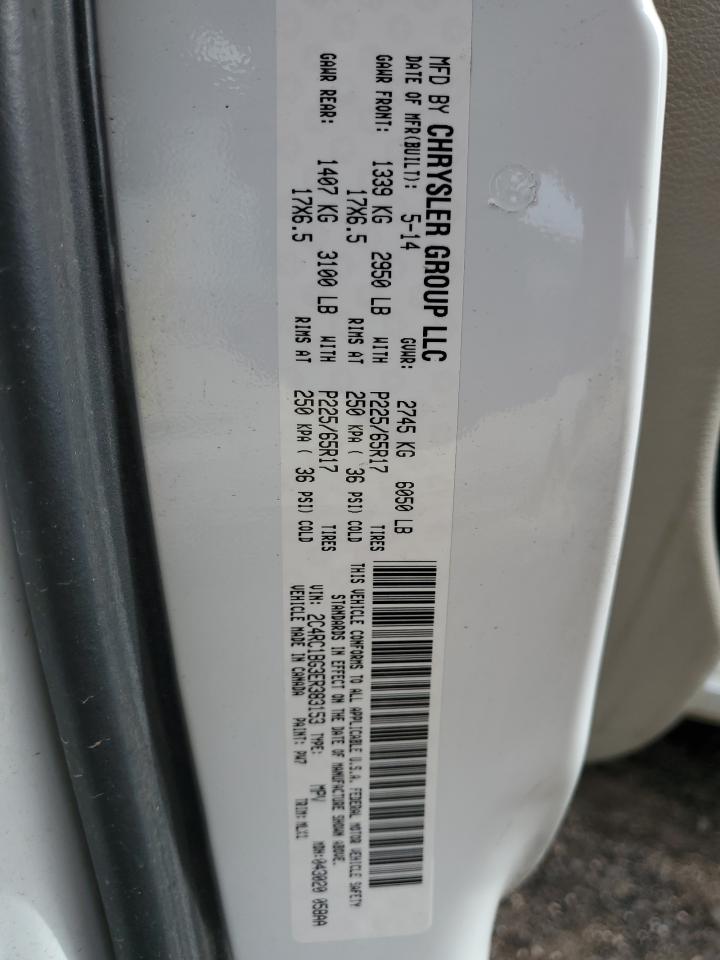 MFD BY CHRYSLER GROUP LLC
DATE OF MFR(BUILT): 5-14 GVWR: 2745 KG 6050 LB
GAWR FRONT: 1339 KG 2950 LB WITH P225/65R17 TIRES
17X6.5 RIMS AT 250 KPA ( 36 PSI) COLD
GAWR REAR: 1407 KG 3100 LB WITH P225/65R17 TIRES
17X6.5 RIMS AT 250 KPA ( 36 PSI) COLD
THIS VEHICLE CONFORMS TO ALL APPLICABLE U.S.A. FEDERAL MOTOR VEHICLE SAFETY
STANDARDS IN EFFECT ON THE DATE OF MANUFACTURE SHOWN ABOVE.
VIN: 2C4RC1BG3ER383153 TYPE: MPV MDH:043020 058AA
VEHICLE MADE IN CANADA PAINT: PW7 TRIM: